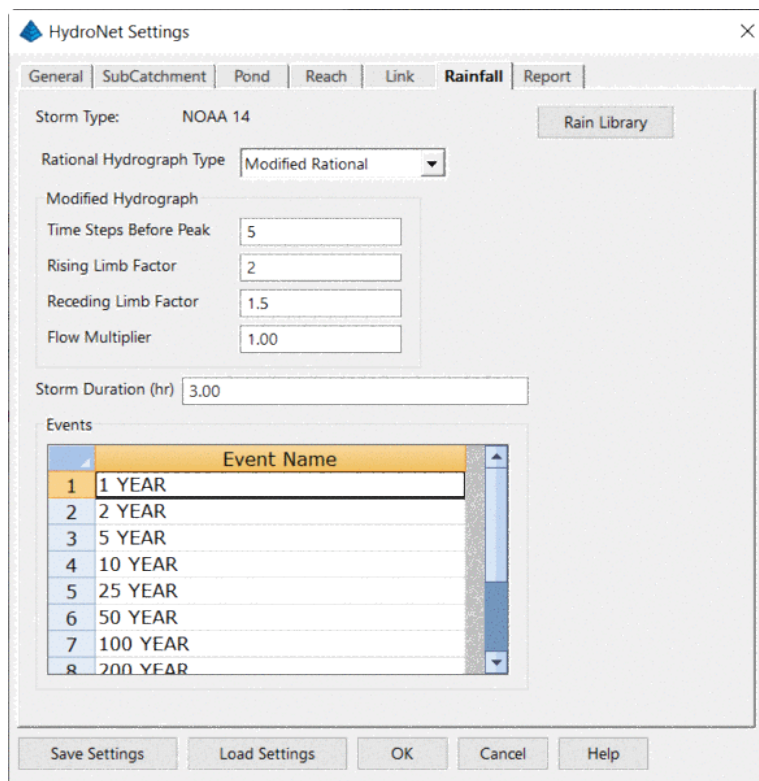 HydroNet Settings
General SubCatchment Pond Reach Link Rainfall Report
Storm Type: NOAA 14 Rain Library
Rational Hydrograph Type Modified Rational
Modified Hydrograph
Time Steps Before Peak 5
Rising Limb Factor 2
Receding Limb Factor 1.5
Flow Multiplier 1.00
Storm Duration (hr) 3.00
Events
Event Name
1 1 YEAR
2 2 YEAR
3 5 YEAR
4 10 YEAR
5 25 YEAR
6 50 YEAR
7 100 YEAR
8 200 YEAR
Save Settings Load Settings OK Cancel Help